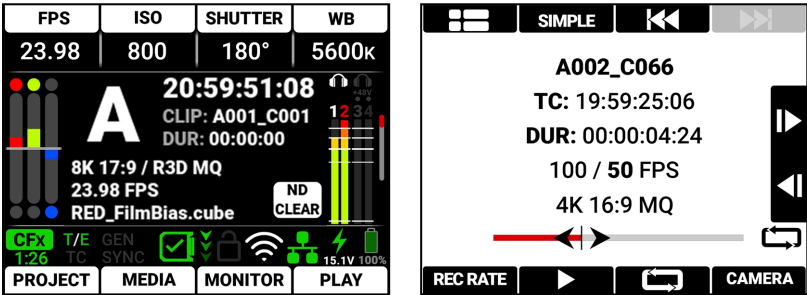 FPS ISO SHUTTER WB
23.98 800 180° 5600K
20:59:51:08
A
CLIP: A001_C001
DUR: 00:00:00
+48V
1 2 3 4
8K 17:9 / R3D MQ
23.98 FPS
RED_FilmBias.cube
ND
CLEAR
CFx T/E GEN
1:26 TC SYNC
15.1V 100%
PROJECT MEDIA MONITOR PLAY
SIMPLE
A002_C066
TC: 19:59:25:06
DUR: 00:00:04:24
100 / 50 FPS
4K 16:9 MQ
REC RATE CAMERA